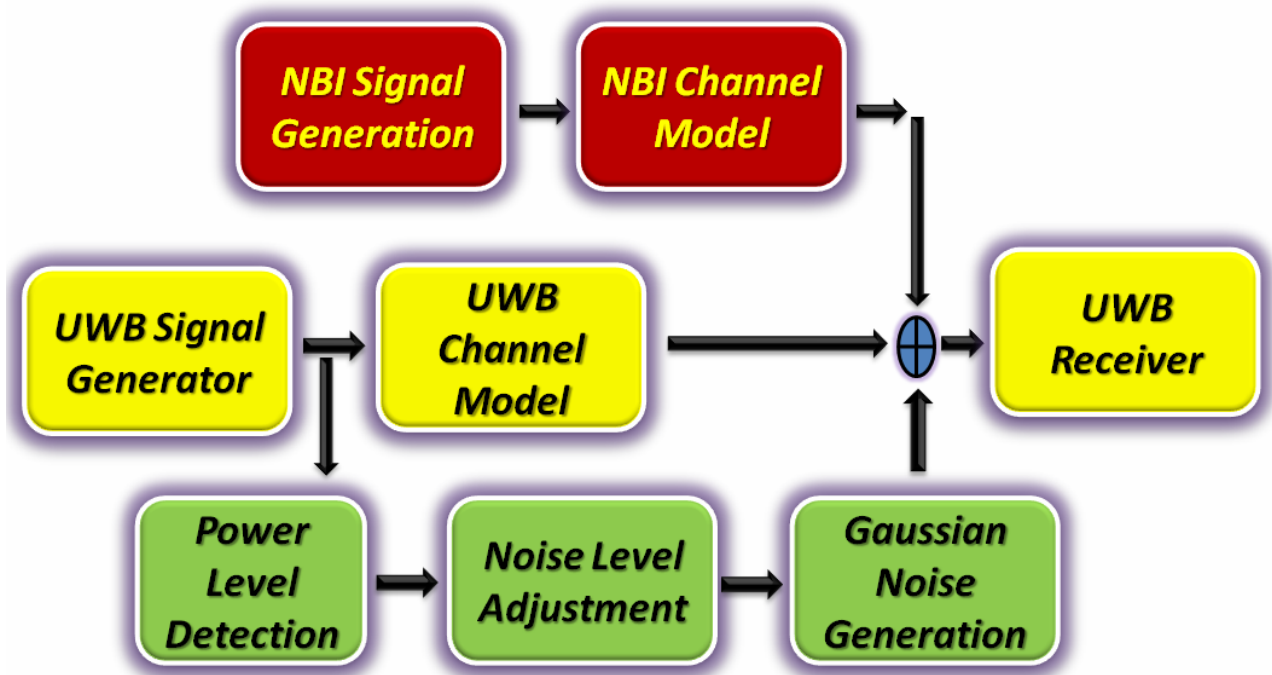 NBI Signal
Generation
NBI Channel
Model
UWB Signal
Generator
UWB
Channel
Model
UWB
Receiver
Power
Level
Detection
Noise Level
Adjustment
Gaussian
Noise
Generation